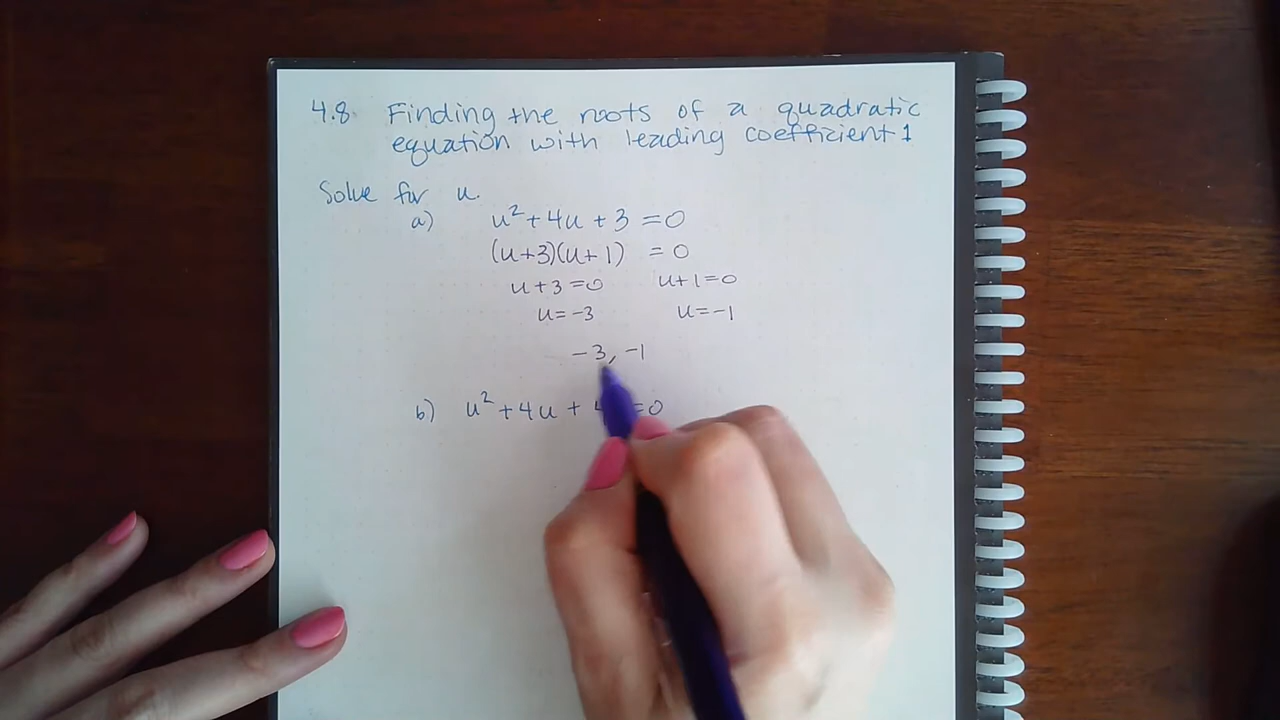 4.8 Finding the roots of a quadratic
equation with leading coefficient 1
Solve for u.
a) u² + 4u + 3 = 0
(u+3)(u+1) = 0
u+3=0 u+1=0
u=-3 u=-1
-3, -1
b) u² + 4u + =0